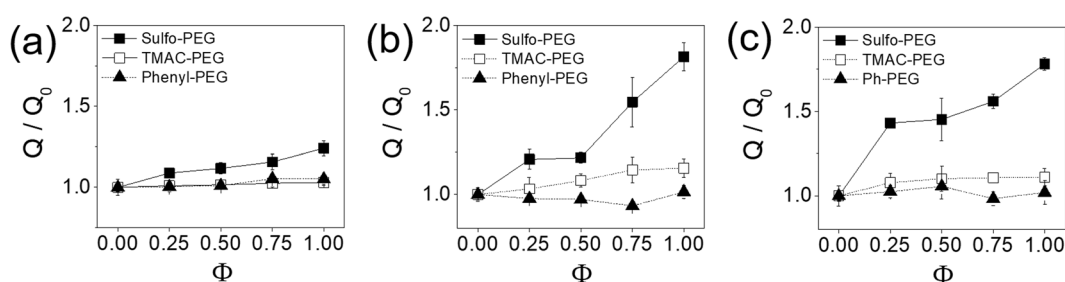 (a)
2.0
1.5
1.0
Q / Q0
Sulfo-PEG
TMAC-PEG
Phenyl-PEG
0.00 0.25 0.50 0.75 1.00
Φ
(b)
2.0
1.5
1.0
Q / Q0
Sulfo-PEG
TMAC-PEG
Phenyl-PEG
0.00 0.25 0.50 0.75 1.00
Φ
(c)
2.0
1.5
1.0
Q / Q0
Sulfo-PEG
TMAC-PEG
Ph-PEG
0.00 0.25 0.50 0.75 1.00
Φ